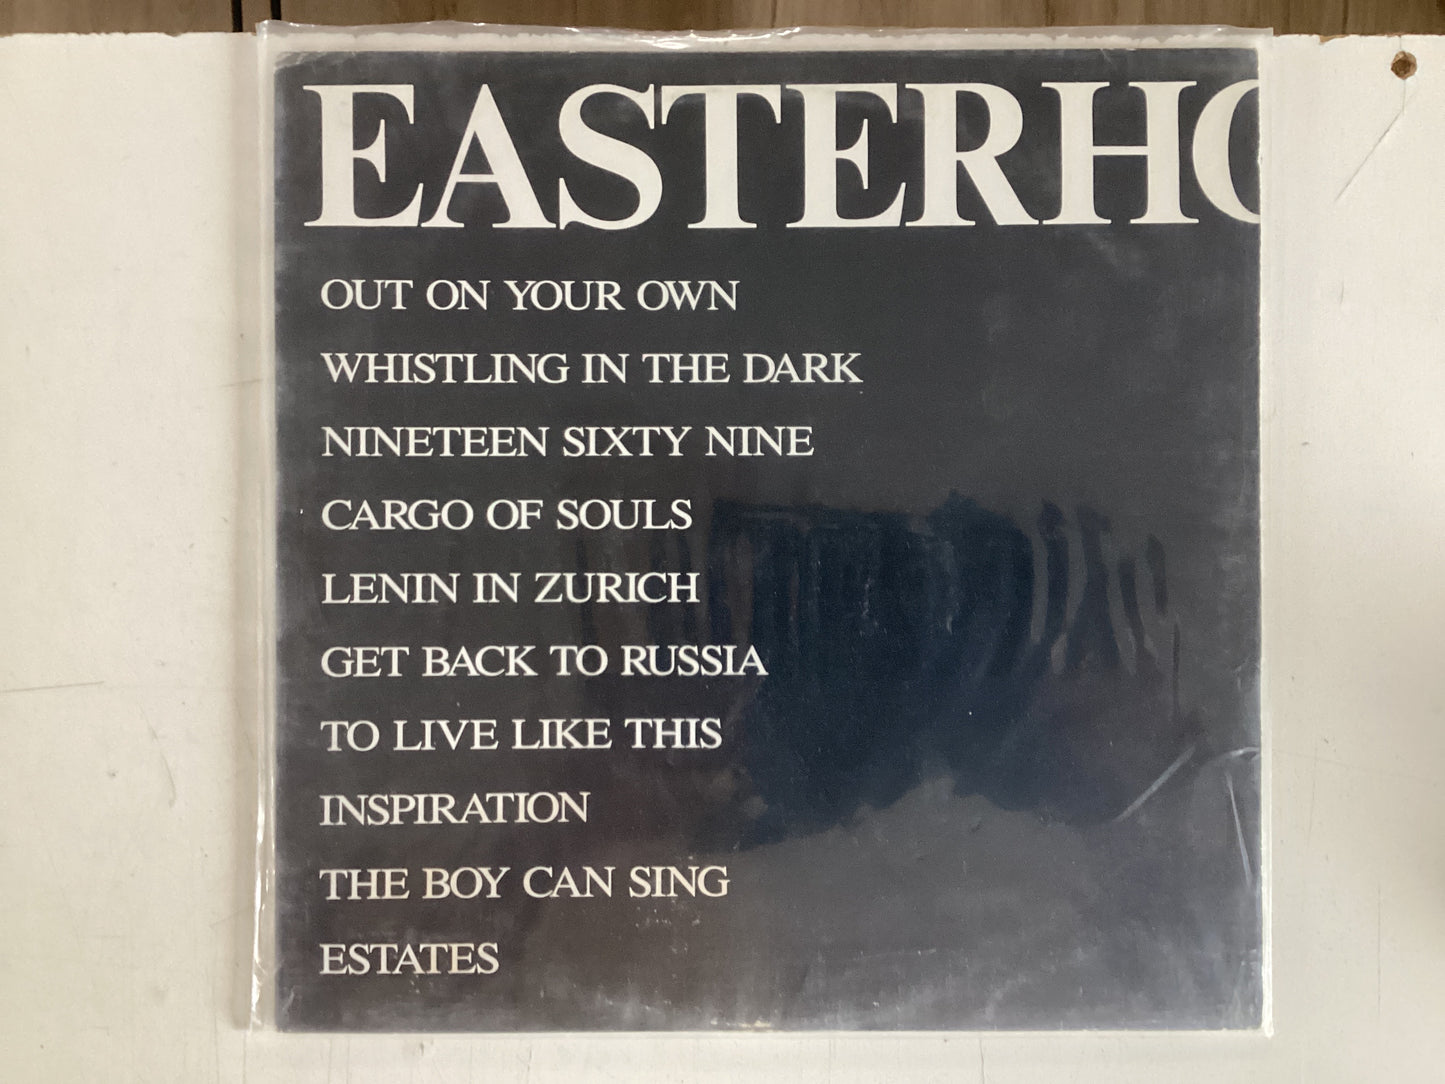 EASTERHO
OUT ON YOUR OWN
WHISTLING IN THE DARK
NINETEEN SIXTY NINE
CARGO OF SOULS
LENIN IN ZURICH
GET BACK TO RUSSIA
TO LIVE LIKE THIS
INSPIRATION
THE BOY CAN SING
ESTATES